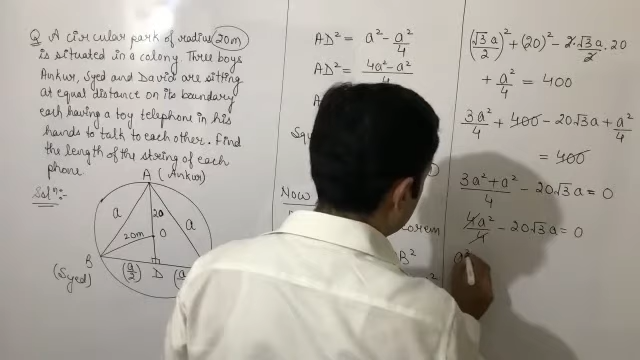 Q A circular park of radius 20m
is situated in a colony. Three boys
Ankur, Syed and David are sitting
at equal distance on its boundary
each having a toy telephone in his
hands to talk to each other. Find
the length of the string of each
phone.
Solⁿ:-
A (Ankur)
a 20 a
20m O
B
(Syed) (a/2) D (a
AD² = a² - a²/4
AD² = (4a² - a²)/4
A
Squ
D
Now
orem
B²
²
(√3a/2)² + (20)² - 2·√3a/2·20
+ a²/4 = 400
3a²/4 + 400 - 20√3a + a²/4
= 400
(3a² + a²)/4 - 20√3a = 0
4a²/4 - 20√3a = 0
a²